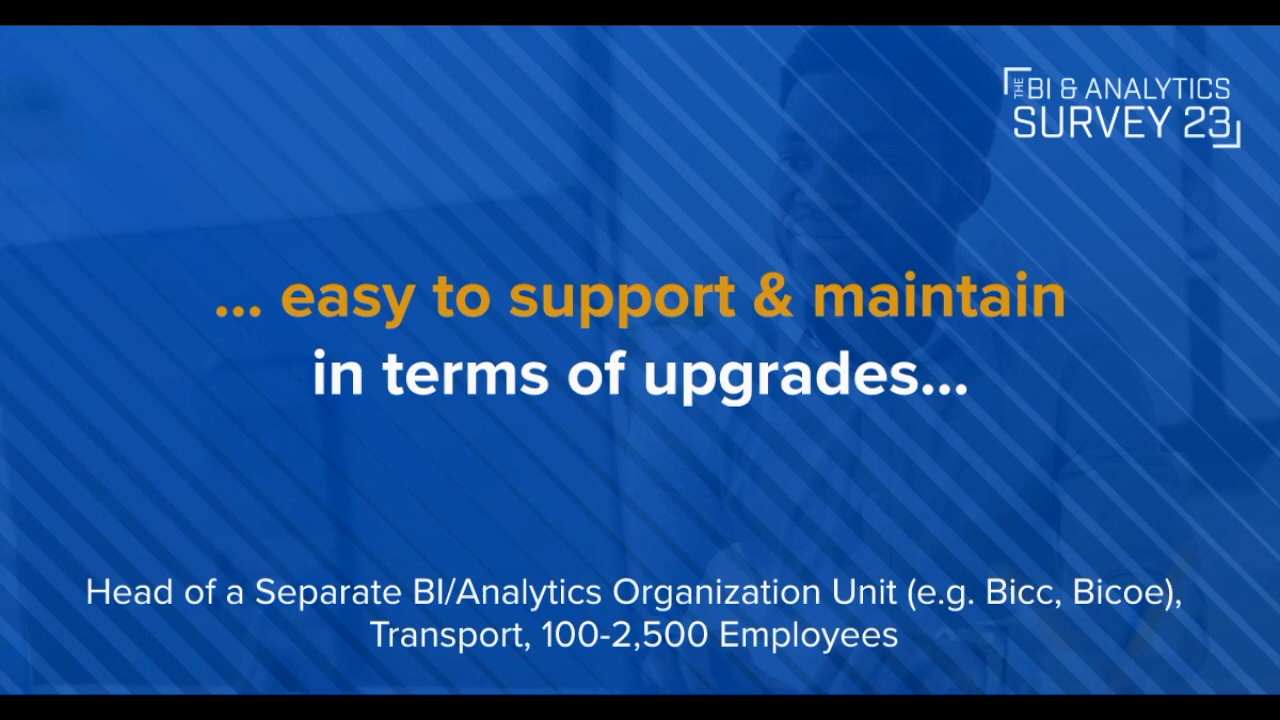 THE BI & ANALYTICS
SURVEY 23
... easy to support & maintain
in terms of upgrades...
Head of a Separate BI/Analytics Organization Unit (e.g. Bicc, Bicoe),
Transport, 100-2,500 Employees